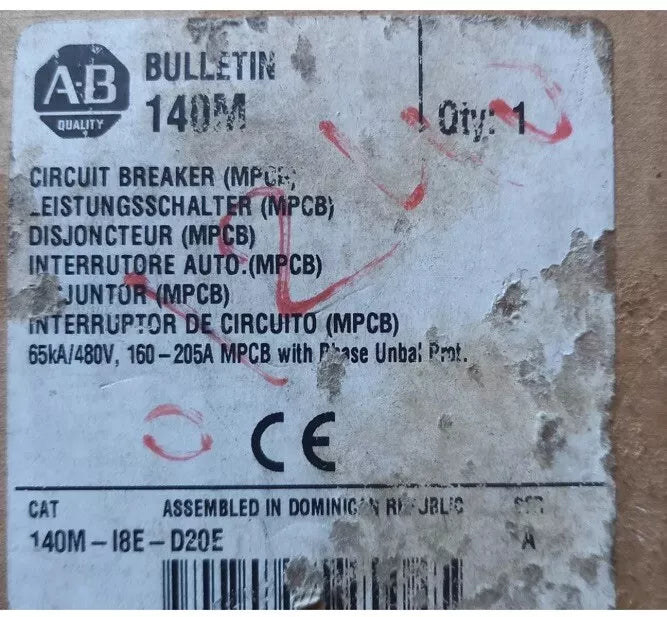 A-B
QUALITY
BULLETIN
140M
Qty: 1
CIRCUIT BREAKER (MPCB)
LEISTUNGSSCHALTER (MPCB)
DISJONCTEUR (MPCB)
INTERRUTORE AUTO.(MPCB)
JUNTOR (MPCB)
INTERRUPTOR DE CIRCUITO (MPCB)
65kA/480V, 160-205A MPCB with Phase Unbal Prot.
CE
CAT
ASSEMBLED IN DOMINICAN REPUBLIC
SER
140M-I8E-D20E
A